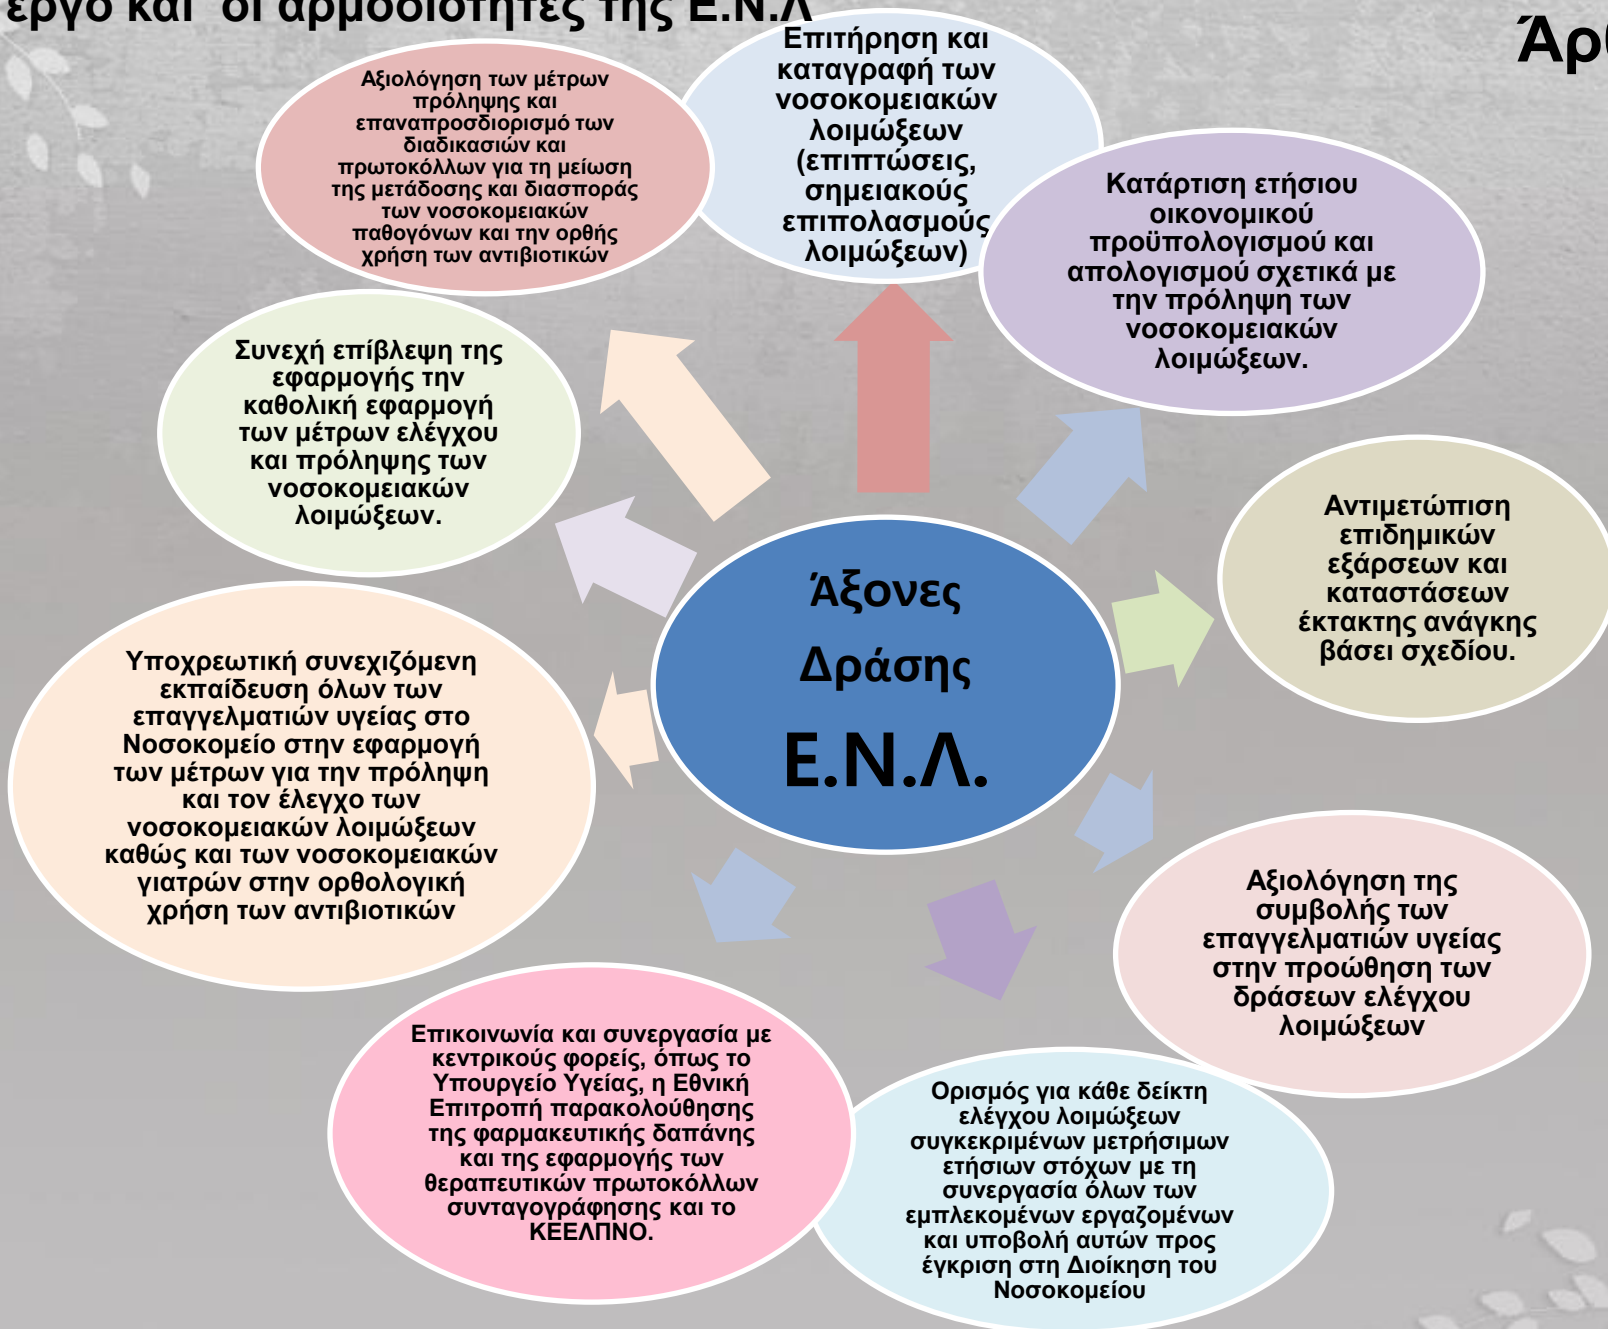 έργο και οι αρμοδιότητες της Ε.Ν.Λ
Επιτήρηση και
καταγραφή των
νοσοκομειακών
λοιμώξεων
(επιπτώσεις,
σημειακούς
επιπολασμούς
λοιμώξεων)
Κατάρτιση ετήσιου
οικονομικού
προϋπολογισμού και
απολογισμού σχετικά με
την πρόληψη των
νοσοκομειακών
λοιμώξεων.
Αντιμετώπιση
επιδημικών
εξάρσεων και
καταστάσεων
έκτακτης ανάγκης
βάσει σχεδίου.
Αξιολόγηση της
συμβολής των
επαγγελματιών υγείας
στην προώθηση των
δράσεων ελέγχου
λοιμώξεων
Ορισμός για κάθε δείκτη
ελέγχου λοιμώξεων
συγκεκριμένων μετρήσιμων
ετήσιων στόχων με τη
συνεργασία όλων των
εμπλεκομένων εργαζομένων
και υποβολή αυτών προς
έγκριση στη Διοίκηση του
Νοσοκομείου
Επικοινωνία και συνεργασία με
κεντρικούς φορείς, όπως το
Υπουργείο Υγείας, η Εθνική
Επιτροπή παρακολούθησης
της φαρμακευτικής δαπάνης
και της εφαρμογής των
θεραπευτικών πρωτοκόλλων
συνταγογράφησης και το
ΚΕΕΛΠΝΟ.
Υποχρεωτική συνεχιζόμενη
εκπαίδευση όλων των
επαγγελματιών υγείας στο
Νοσοκομείο στην εφαρμογή
των μέτρων για την πρόληψη
και τον έλεγχο των
νοσοκομειακών λοιμώξεων
καθώς και των νοσοκομειακών
γιατρών στην ορθολογική
χρήση των αντιβιοτικών
Συνεχή επίβλεψη της
εφαρμογής την
καθολική εφαρμογή
των μέτρων ελέγχου
και πρόληψης των
νοσοκομειακών
λοιμώξεων.
Αξιολόγηση των μέτρων
πρόληψης και
επαναπροσδιορισμό των
διαδικασιών και
πρωτοκόλλων για τη μείωση
της μετάδοσης και διασποράς
των νοσοκομειακών
παθογόνων και την ορθής
χρήση των αντιβιοτικών
Άξονες
Δράσης
Ε.Ν.Λ.